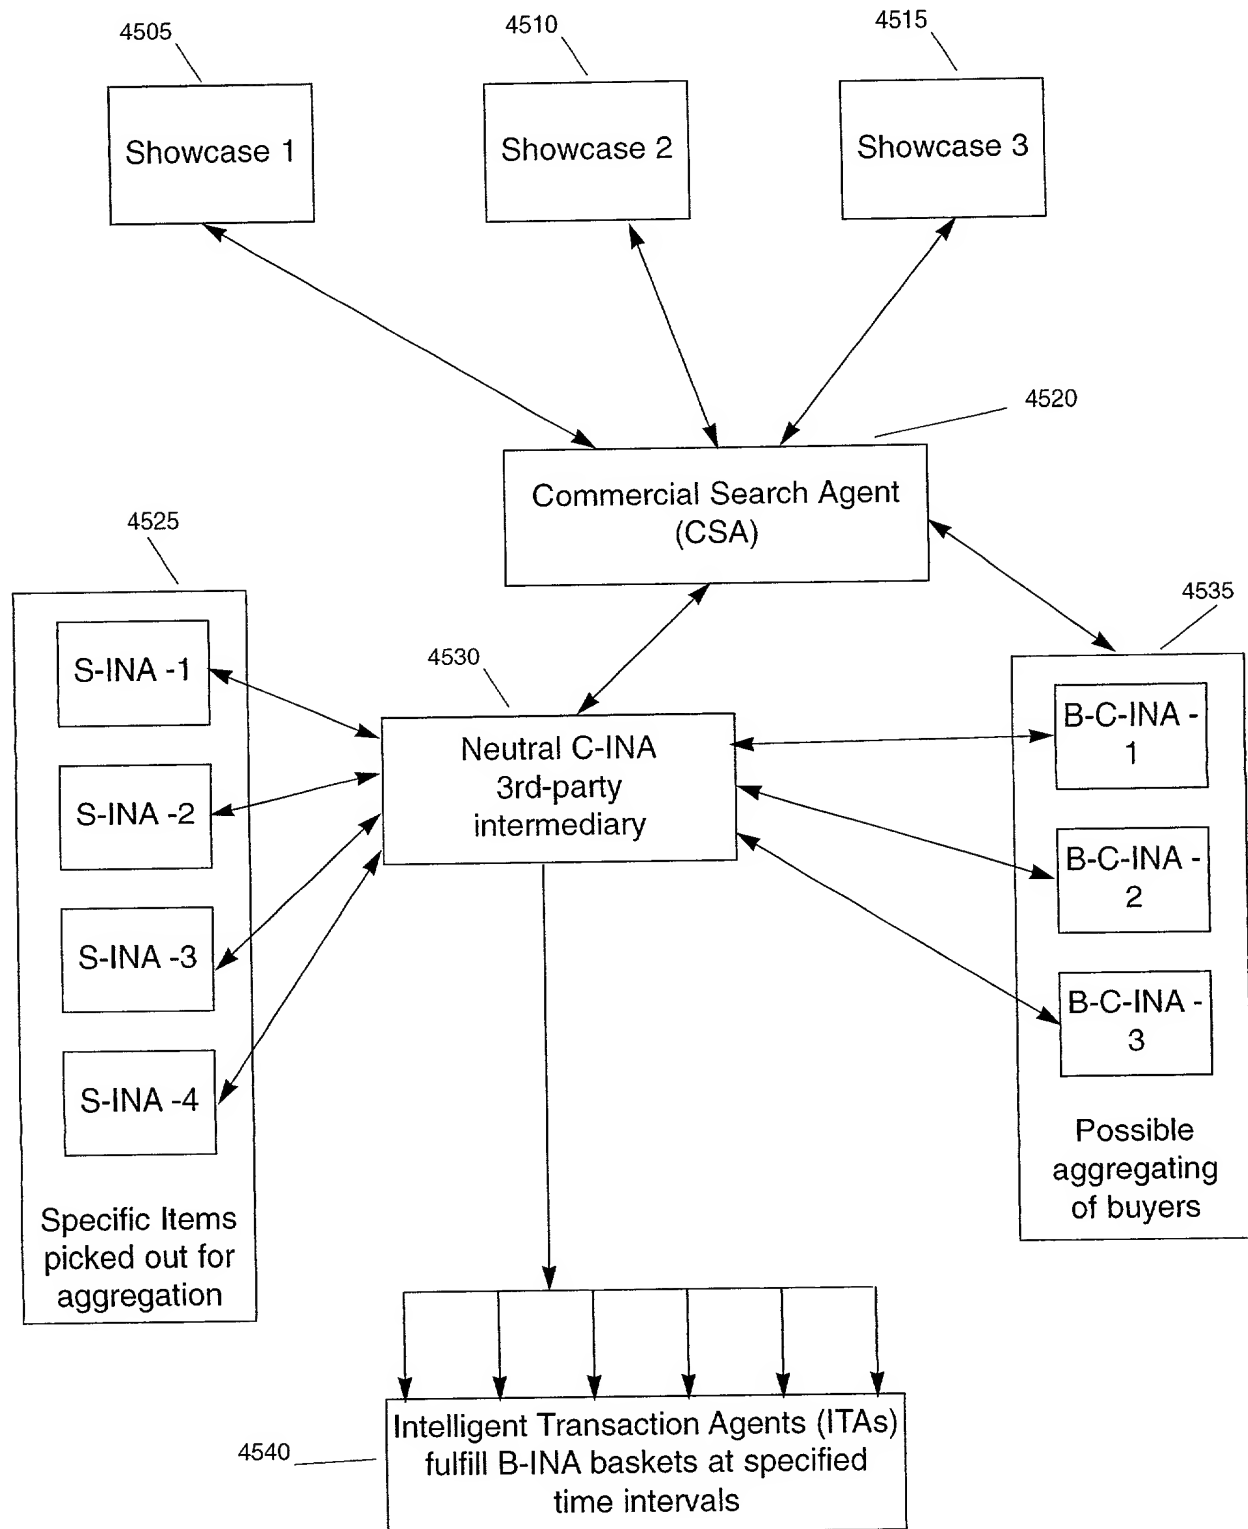 4505
4510
4515
Showcase 1
Showcase 2
Showcase 3
4520
Commercial Search Agent
(CSA)
4525
4535
4530
S-INA -1
S-INA -2
S-INA -3
S-INA -4
Specific Items
picked out for
aggregation
Neutral C-INA
3rd-party
intermediary
B-C-INA -
1
B-C-INA -
2
B-C-INA -
3
Possible
aggregating
of buyers
4540
Intelligent Transaction Agents (ITAs)
fulfill B-INA baskets at specified
time intervals